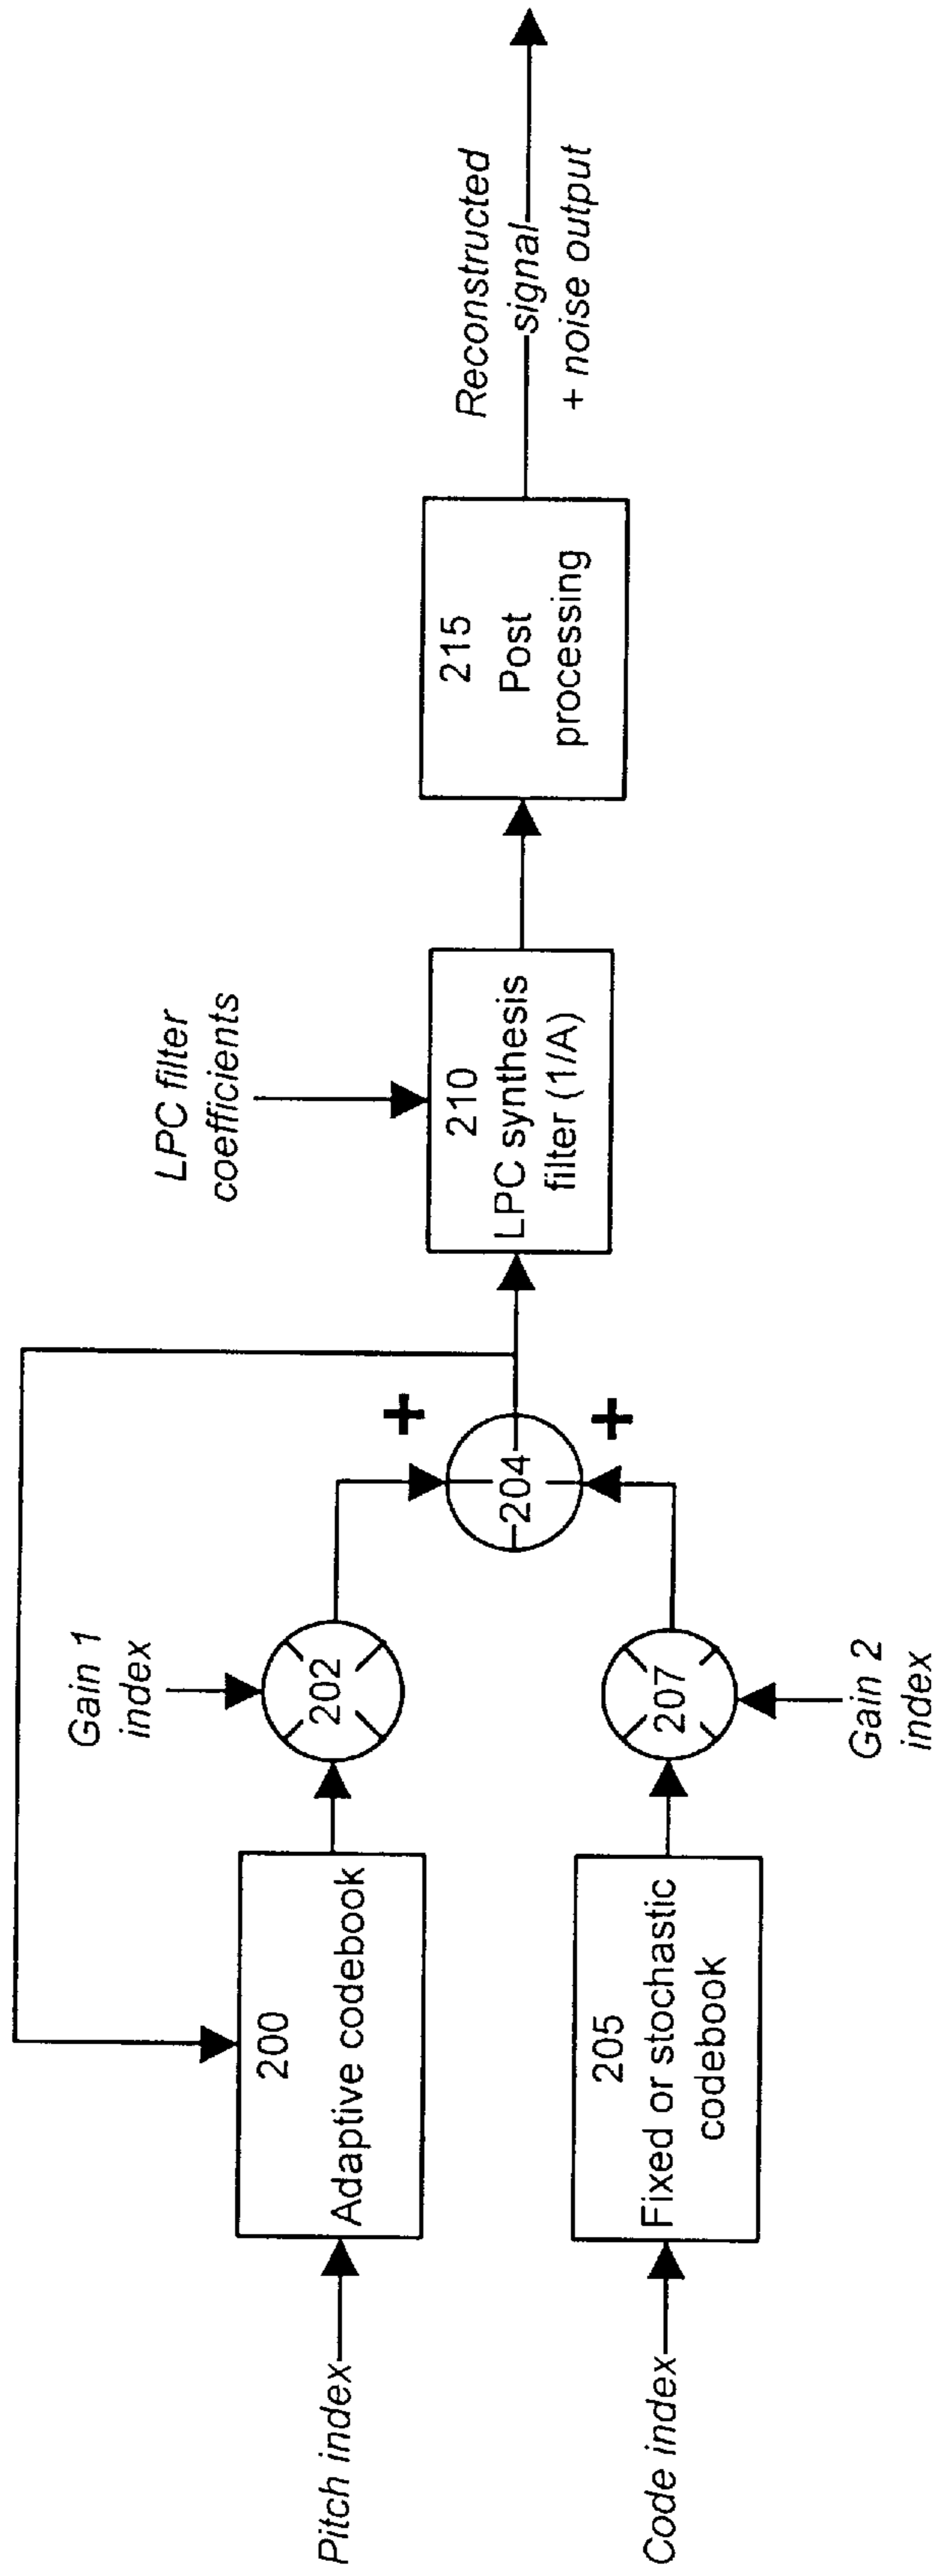 Pitch index
200
Adaptive codebook
Gain 1
index
202
Code index
205
Fixed or stochastic
codebook
207
Gain 2
index
+
204
+
LPC filter
coefficients
210
LPC synthesis
filter (1/A)
215
Post
processing
Reconstructed
signal
+ noise output